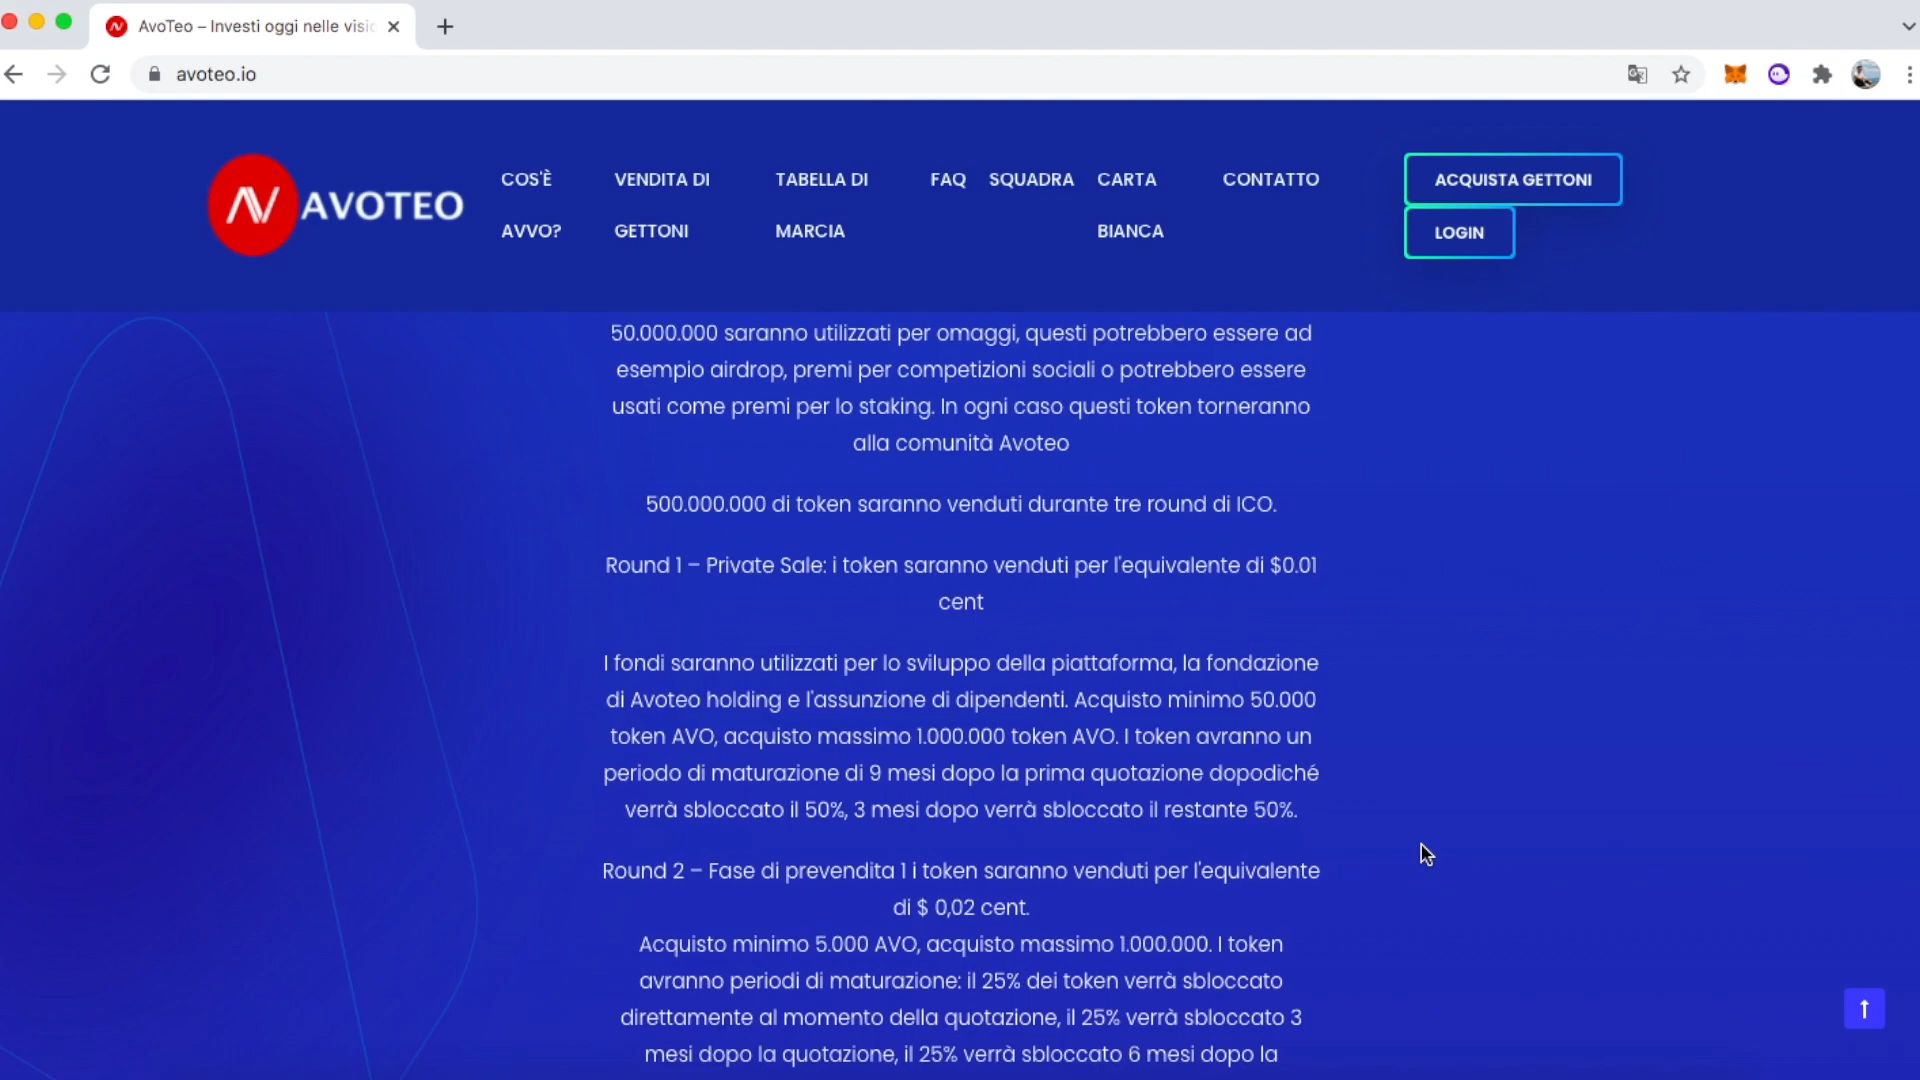 AvoTeo – Investi oggi nelle visic
avoteo.io
AVOTEO
COS'È AVVO?
VENDITA DI GETTONI
TABELLA DI MARCIA
FAQ
SQUADRA
CARTA BIANCA
CONTATTO
ACQUISTA GETTONI
LOGIN
50.000.000 saranno utilizzati per omaggi, questi potrebbero essere ad
esempio airdrop, premi per competizioni sociali o potrebbero essere
usati come premi per lo staking. In ogni caso questi token torneranno
alla comunità Avoteo
500.000.000 di token saranno venduti durante tre round di ICO.
Round 1 – Private Sale: i token saranno venduti per l'equivalente di $0.01
cent
I fondi saranno utilizzati per lo sviluppo della piattaforma, la fondazione
di Avoteo holding e l'assunzione di dipendenti. Acquisto minimo 50.000
token AVO, acquisto massimo 1.000.000 token AVO. I token avranno un
periodo di maturazione di 9 mesi dopo la prima quotazione dopodiché
verrà sbloccato il 50%, 3 mesi dopo verrà sbloccato il restante 50%.
Round 2 – Fase di prevendita 1 i token saranno venduti per l'equivalente
di $ 0,02 cent.
Acquisto minimo 5.000 AVO, acquisto massimo 1.000.000. I token
avranno periodi di maturazione: il 25% dei token verrà sbloccato
direttamente al momento della quotazione, il 25% verrà sbloccato 3
mesi dopo la quotazione, il 25% verrà sbloccato 6 mesi dopo la